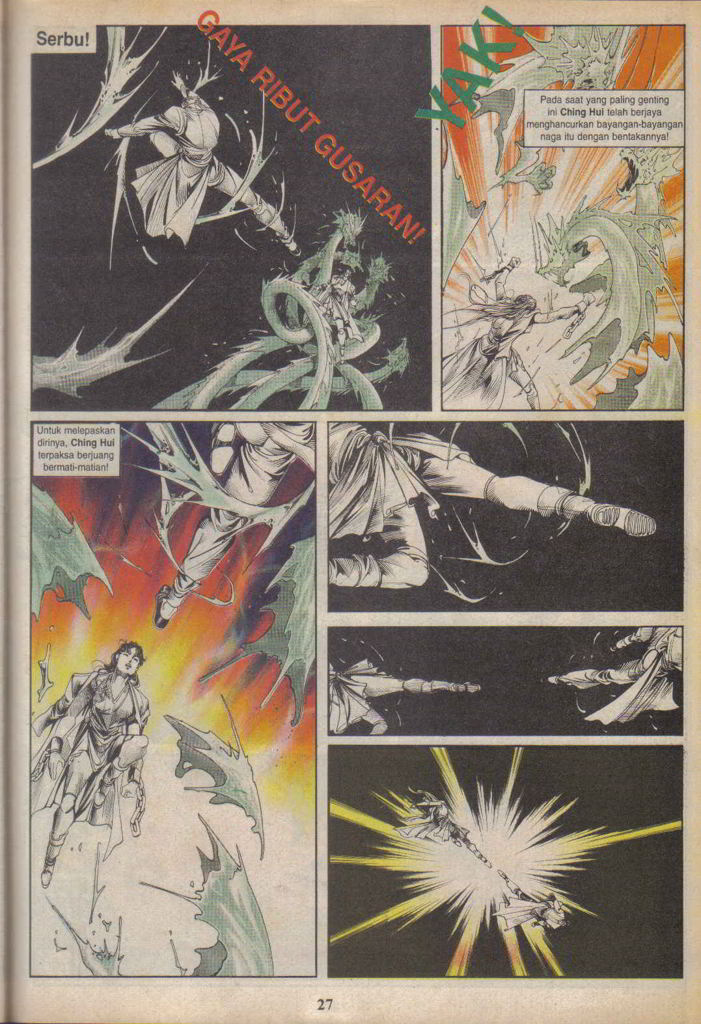 Serbu!
GAYA RIBUT GUSARAN!
YAK!
Pada saat yang paling genting
ini Ching Hui telah berjaya
menghancurkan bayangan-bayangan
naga itu dengan bentakannya!
Untuk melepaskan
dirinya, Ching Hui
terpaksa berjuang
bermati-matian!
27